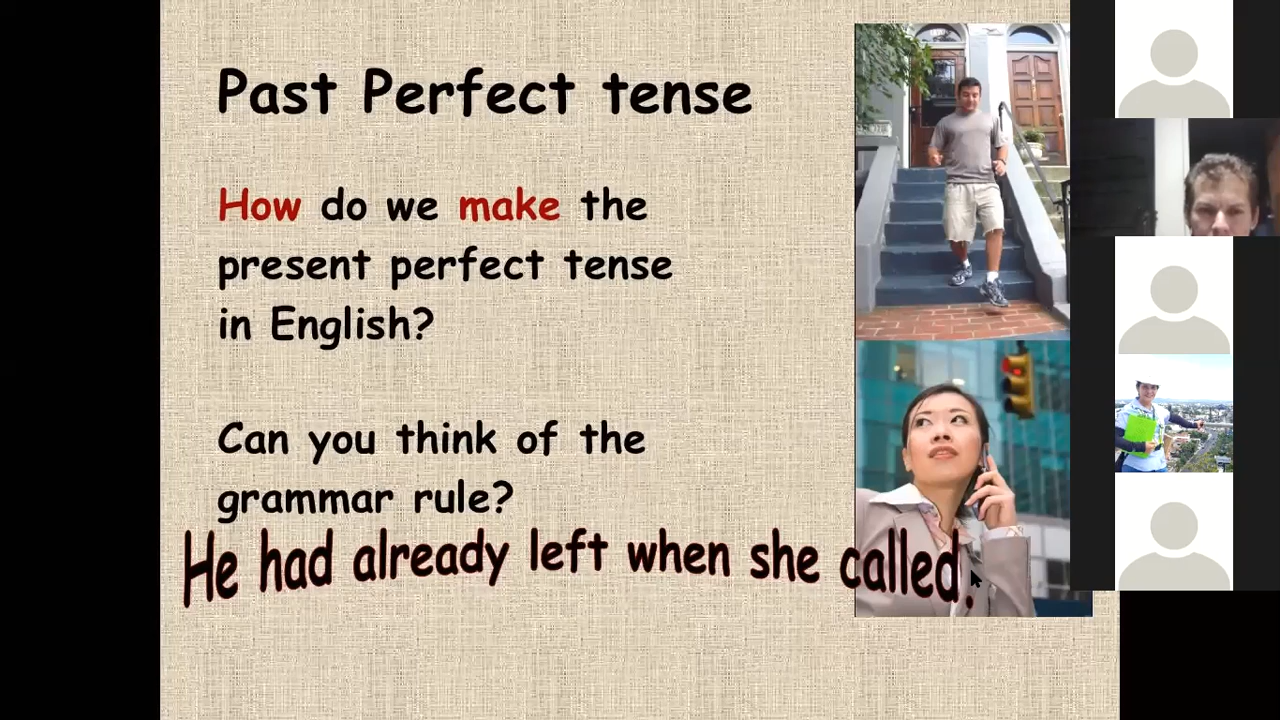 Past Perfect tense
How do we make the
present perfect tense
in English?
Can you think of the
grammar rule?
He had already left when she called.